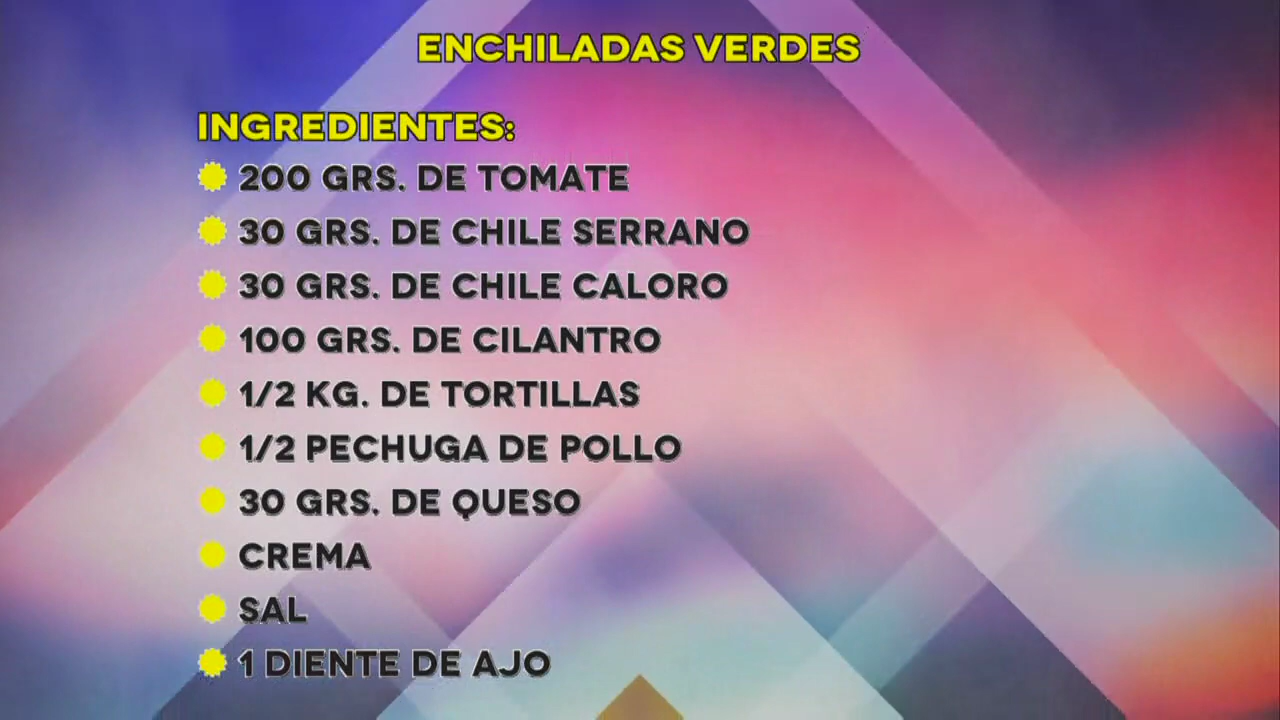 ENCHILADAS VERDES
INGREDIENTES:
200 GRS. DE TOMATE
30 GRS. DE CHILE SERRANO
30 GRS. DE CHILE CALORO
100 GRS. DE CILANTRO
1/2 KG. DE TORTILLAS
1/2 PECHUGA DE POLLO
30 GRS. DE QUESO
CREMA
SAL
1 DIENTE DE AJO